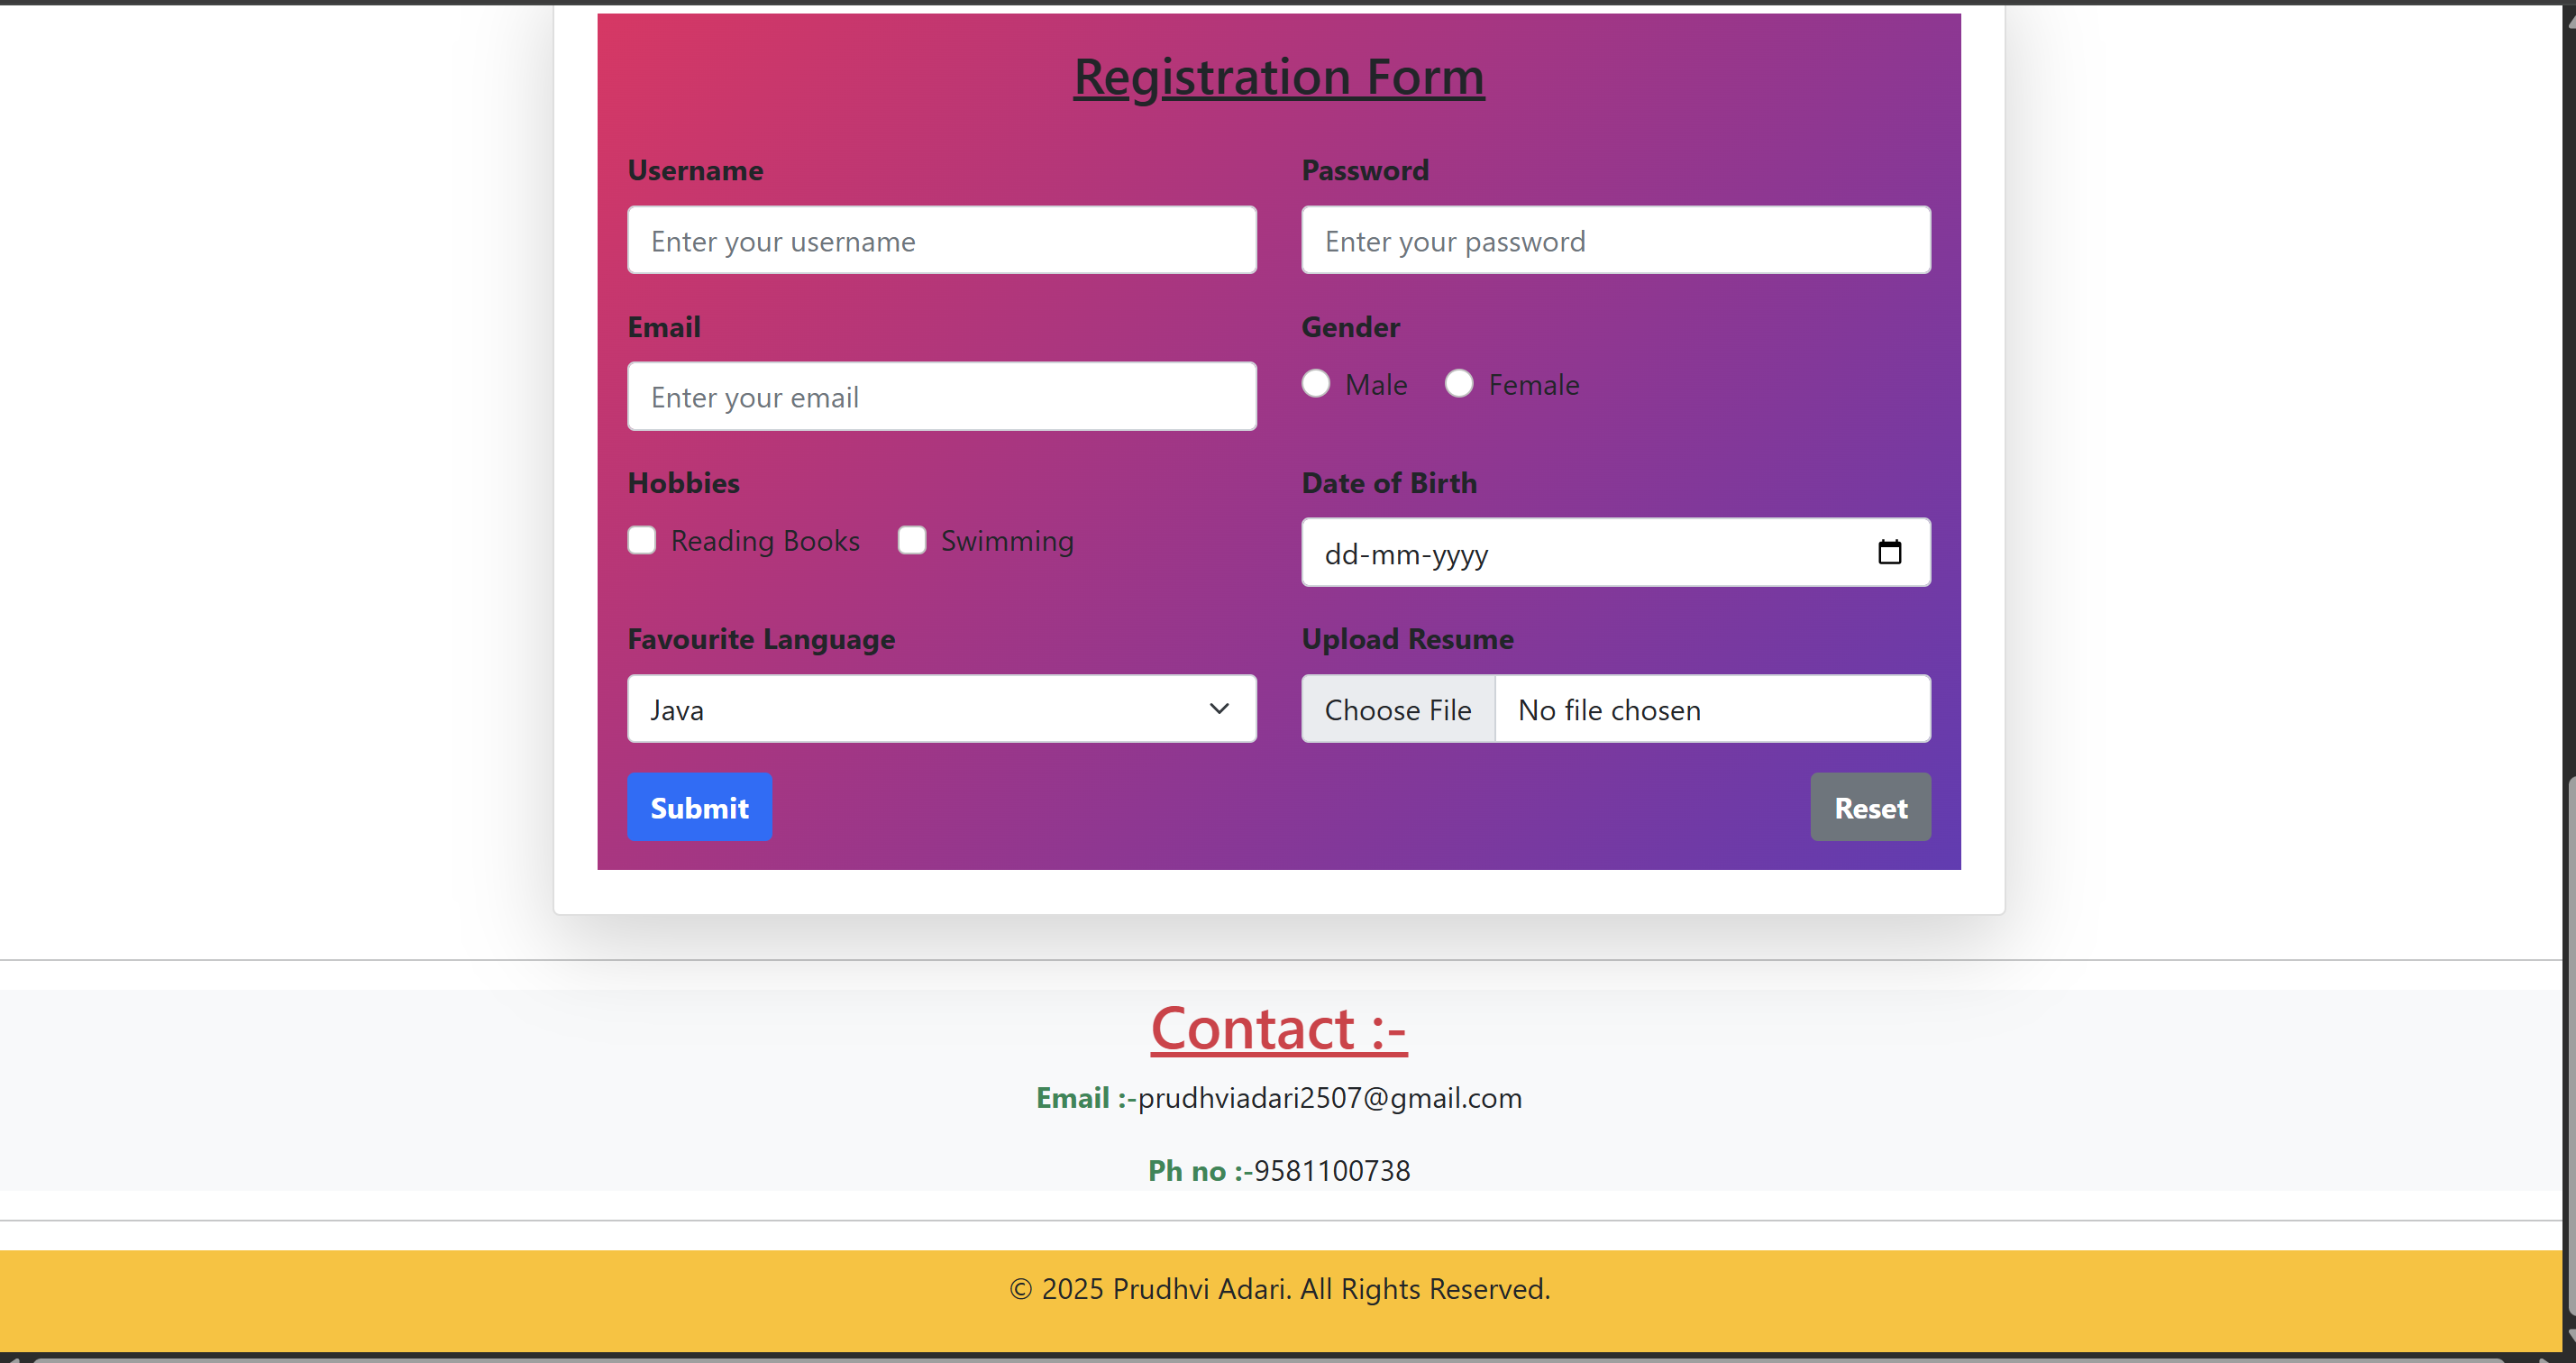 Registration Form
Username
Password
Enter your username
Enter your password
Email
Gender
Enter your email
Male Female
Hobbies
Date of Birth
Reading Books Swimming
dd-mm-yyyy
Favourite Language
Upload Resume
Java
Choose File No file chosen
Submit
Reset
Contact :-
Email :-prudhviadari2507@gmail.com
Ph no :-9581100738
© 2025 Prudhvi Adari. All Rights Reserved.